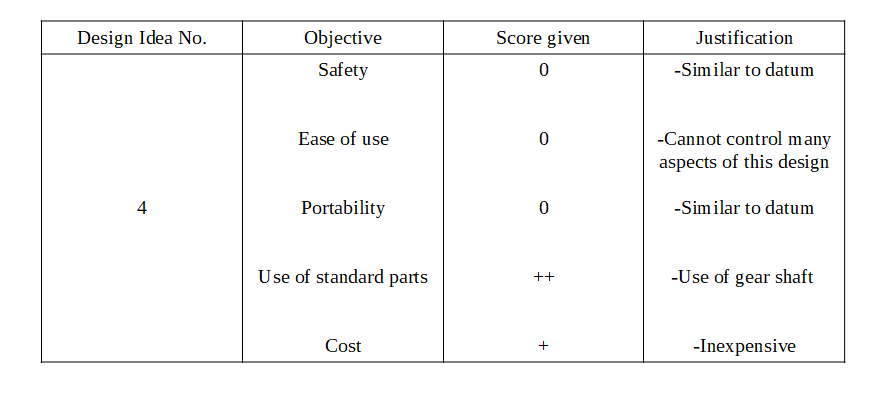 Design Idea No. Objective Score given Justification
Safety 0 -Similar to datum
Ease of use 0 -Cannot control many
aspects of this design
4 Portability 0 -Similar to datum
Use of standard parts ++ -Use of gear shaft
Cost + -Inexpensive